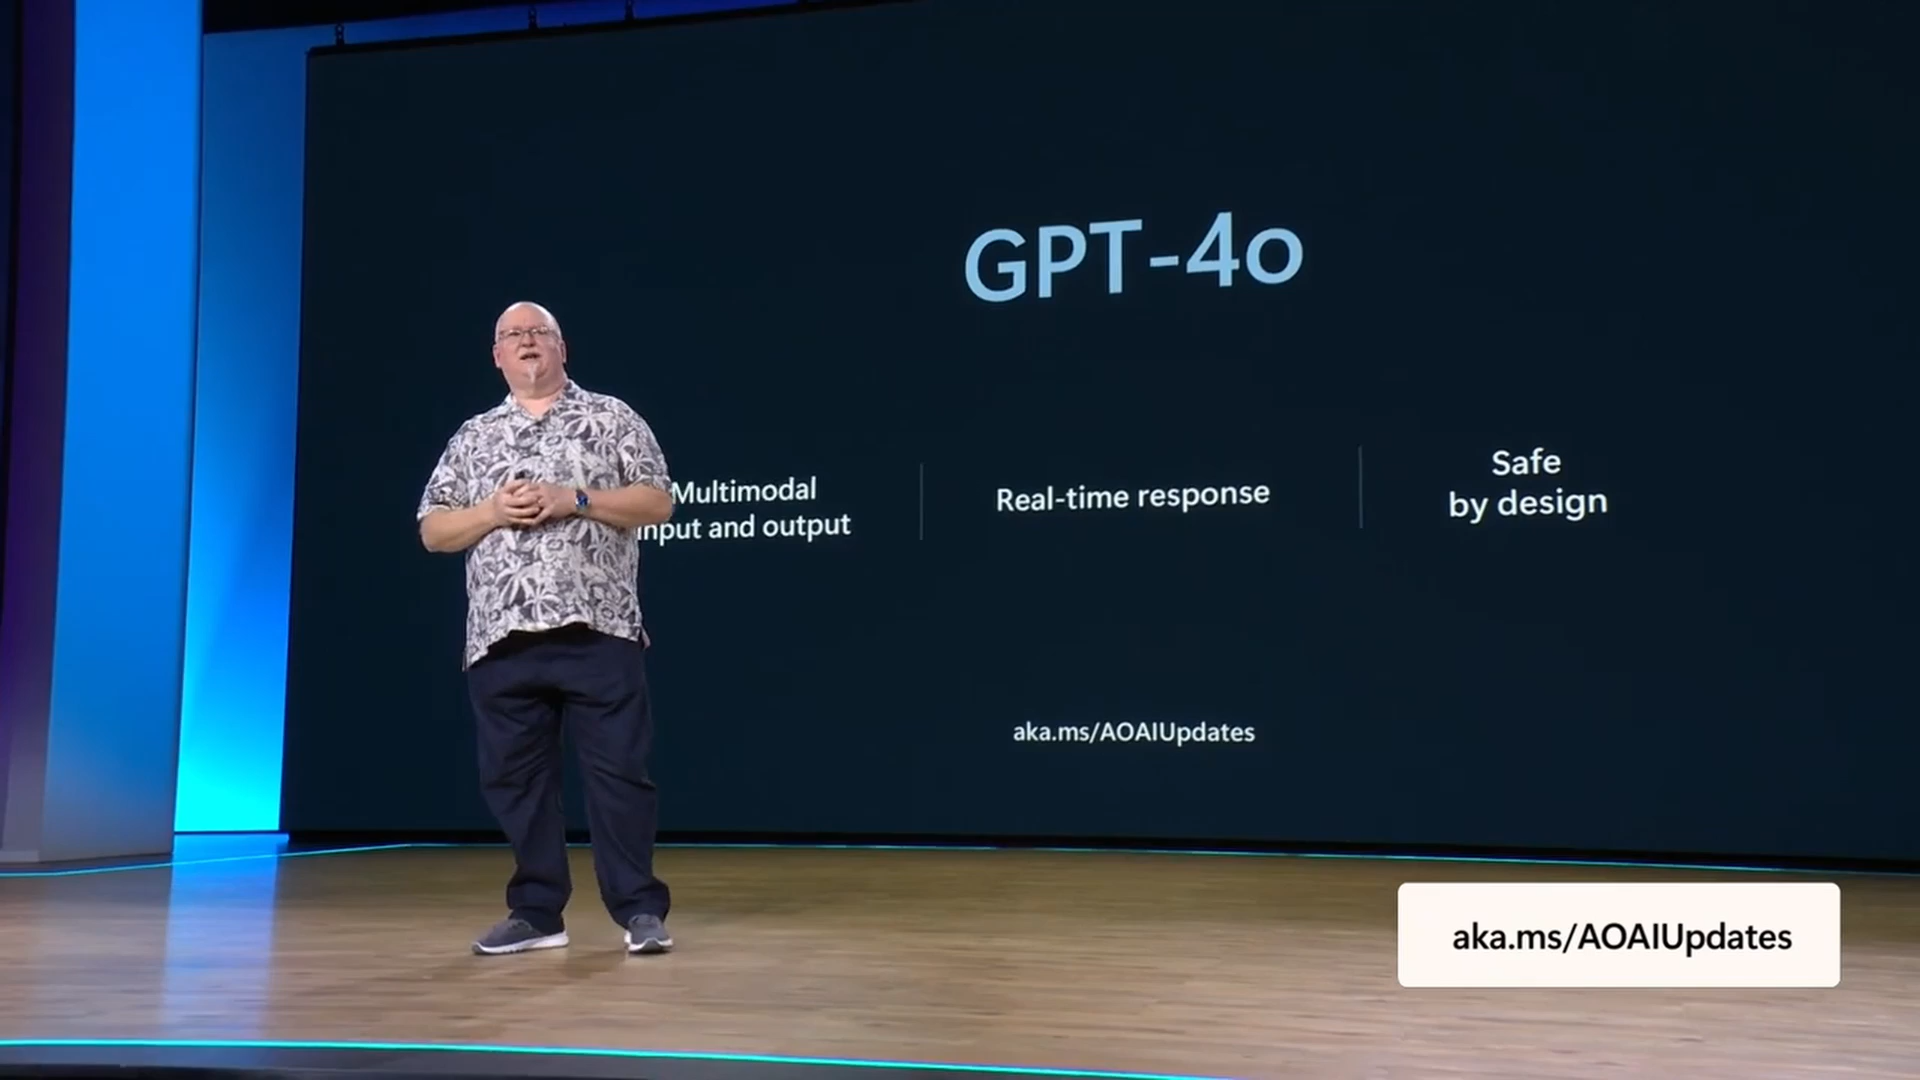 GPT-4o
Multimodal
input and output
Real-time response
Safe
by design
aka.ms/AOAIUpdates
aka.ms/AOAIUpdates